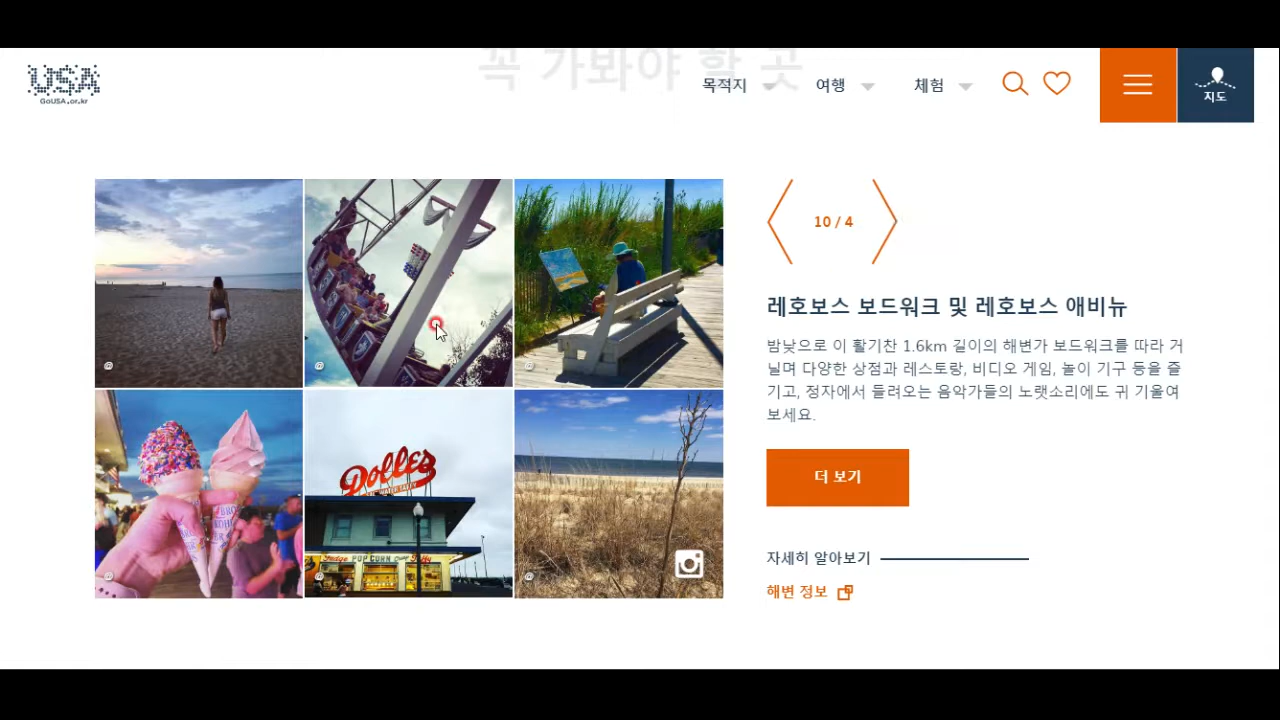 꼭 가봐야 할 곳
USA
GoUSA.or.kr
목적지
여행
체험
지도
10 / 4
레호보스 보드워크 및 레호보스 애비뉴
밤낮으로 이 활기찬 1.6km 길이의 해변가 보드워크를 따라 거
닐며 다양한 상점과 레스토랑, 비디오 게임, 놀이 기구 등을 즐
기고, 정자에서 들려오는 음악가들의 노랫소리에도 귀 기울여
보세요.
더 보기
자세히 알아보기
해변 정보
@
@
@
@
@
@
Dolles
Fudge POP CORN Taffy